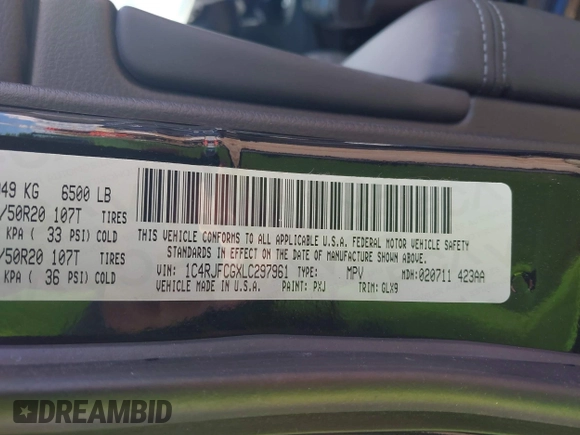 949 KG 6500 LB
/50R20 107T TIRES
KPA ( 33 PSI) COLD
/50R20 107T TIRES
KPA ( 36 PSI) COLD
THIS VEHICLE CONFORMS TO ALL APPLICABLE U.S.A. FEDERAL MOTOR VEHICLE SAFETY
STANDARDS IN EFFECT ON THE DATE OF MANUFACTURE SHOWN ABOVE.
VIN: 1C4RJFCGXLC297961 TYPE: MPV MDH:020711 423AA
VEHICLE MADE IN U.S.A. PAINT: PXJ TRIM: GLX9
DREAMBID